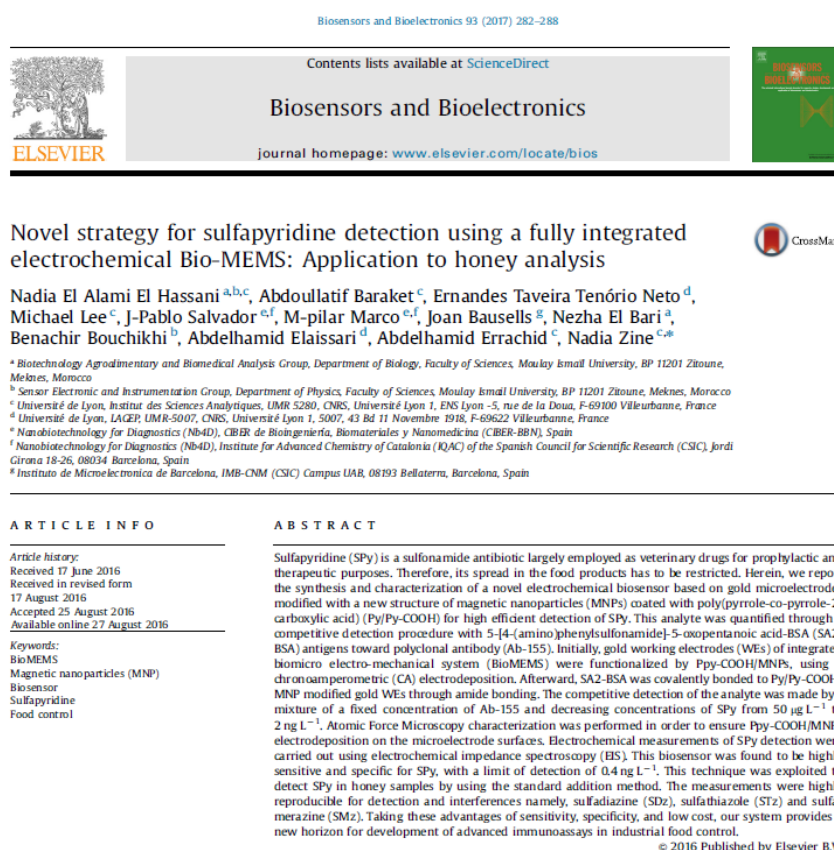 Biosensors and Bioelectronics 93 (2017) 282–288
Contents lists available at ScienceDirect
Biosensors and Bioelectronics
journal homepage: www.elsevier.com/locate/bios
ELSEVIER
BIOSENSORS
BIOELECTRONICS
Novel strategy for sulfapyridine detection using a fully integrated
electrochemical Bio-MEMS: Application to honey analysis
CrossMa
Nadia El Alami El Hassani a,b,c, Abdoullatif Baraket c, Ernandes Taveira Tenório Neto d,
Michael Lee c, J-Pablo Salvador e,f, M-pilar Marco e,f, Joan Bausells g, Nezha El Bari a,
Benachir Bouchikhi b, Abdelhamid Elaissari d, Abdelhamid Errachid c, Nadia Zine c,*
a Biotechnology Agroalimentary and Biomedical Analysis Group, Department of Biology, Faculty of Sciences, Moulay Ismaïl University, BP 11201 Zitoune,
Meknes, Morocco
b Sensor Electronic and Instrumentation Group, Department of Physics, Faculty of Sciences, Moulay Ismaïl University, BP 11201 Zitoune, Meknes, Morocco
c Université de Lyon, Institut des Sciences Analytiques, UMR 5280, CNRS, Université Lyon 1, ENS Lyon -5, rue de la Doua, F-69100 Villeurbanne, France
d Université de Lyon, LAGEP, UMR-5007, CNRS, Université Lyon 1, 5007, 43 Bd 11 Novembre 1918, F-69622 Villeurbanne, France
e Nanobiotechnology for Diagnostics (Nb4D), CIBER de Bioingeniería, Biomateriales y Nanomedicina (CIBER-BBN), Spain
f Nanobiotechnology for Diagnostics (Nb4D), Institute for Advanced Chemistry of Catalonia (IQAC) of the Spanish Council for Scientific Research (CSIC), Jordi
Girona 18-26, 08034 Barcelona, Spain
g Instituto de Microelectronica de Barcelona, IMB-CNM (CSIC) Campus UAB, 08193 Bellaterra, Barcelona, Spain
ARTICLE INFO
Article history:
Received 17 June 2016
Received in revised form
17 August 2016
Accepted 25 August 2016
Available online 27 August 2016
Keywords:
BioMEMS
Magnetic nanoparticles (MNP)
Biosensor
Sulfapyridine
Food control
ABSTRACT
Sulfapyridine (SPy) is a sulfonamide antibiotic largely employed as veterinary drugs for prophylactic an
therapeutic purposes. Therefore, its spread in the food products has to be restricted. Herein, we repo
the synthesis and characterization of a novel electrochemical biosensor based on gold microelectrode
modified with a new structure of magnetic nanoparticles (MNPs) coated with poly(pyrrole-co-pyrrole-2
carboxylic acid) (Py/Py-COOH) for high efficient detection of SPy. This analyte was quantified through
competitive detection procedure with 5-[4-(amino)phenylsulfonamide]-5-oxopentanoic acid-BSA (SA2
BSA) antigens toward polyclonal antibody (Ab-155). Initially, gold working electrodes (WEs) of integrate
biomicro electro-mechanical system (BioMEMS) were functionalized by Ppy-COOH/MNPs, using
chronoamperometric (CA) electrodeposition. Afterward, SA2-BSA was covalently bonded to Py/Py-COOH
MNP modified gold WEs through amide bonding. The competitive detection of the analyte was made by
mixture of a fixed concentration of Ab-155 and decreasing concentrations of SPy from 50 µg L−1 t
2 ng L−1. Atomic Force Microscopy characterization was performed in order to ensure Ppy-COOH/MNP
electrodeposition on the microelectrode surfaces. Electrochemical measurements of SPy detection wer
carried out using electrochemical impedance spectroscopy (EIS). This biosensor was found to be highl
sensitive and specific for SPy, with a limit of detection of 0.4 ng L−1. This technique was exploited t
detect SPy in honey samples by using the standard addition method. The measurements were highl
reproducible for detection and interferences namely, sulfadiazine (SDz), sulfathiazole (STz) and sulfa
merazine (SMz). Taking these advantages of sensitivity, specificity, and low cost, our system provides
new horizon for development of advanced immunoassays in industrial food control.
© 2016 Published by Elsevier B.V